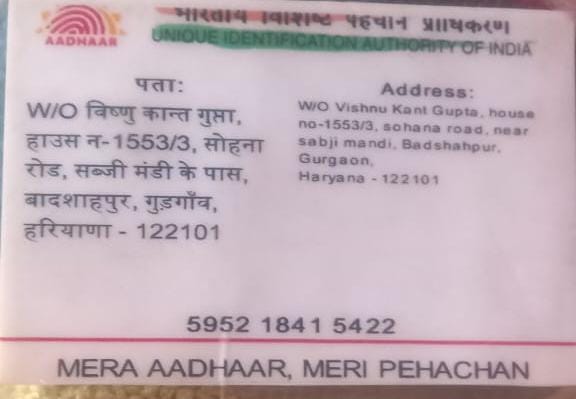 भारतीय विशिष्ट पहचान प्राधिकरण
AADHAAR
UNIQUE IDENTIFICATION AUTHORITY OF INDIA
पता:
W/O विष्णु कान्त गुप्ता,
हाउस न-1553/3, सोहना
रोड, सब्जी मंडी के पास,
बादशाहपुर, गुड़गाँव,
हरियाणा - 122101
Address:
W/O Vishnu Kant Gupta, house
no-1553/3, sohana road, near
sabji mandi, Badshahpur,
Gurgaon,
Haryana - 122101
5952 1841 5422
MERA AADHAAR, MERI PEHACHAN